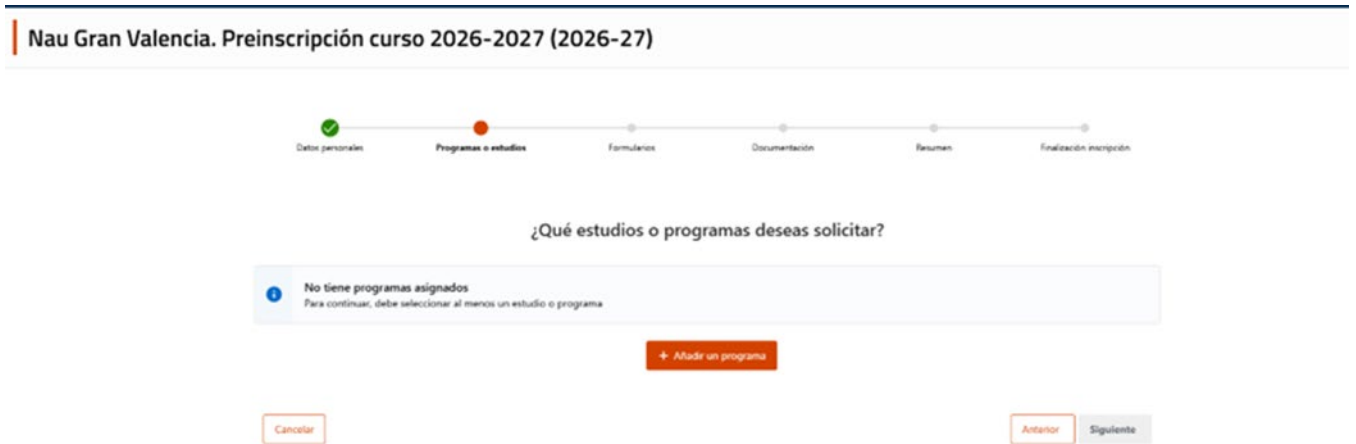 Nau Gran Valencia. Preinscripción curso 2026-2027 (2026-27)
Datos personales
Programas o estudios
Formularios
Documentación
Resumen
Finalización inscripción
¿Qué estudios o programas deseas solicitar?
No tiene programas asignados
Para continuar, debe seleccionar al menos un estudio o programa
+ Añadir un programa
Cancelar
Anterior
Siguiente